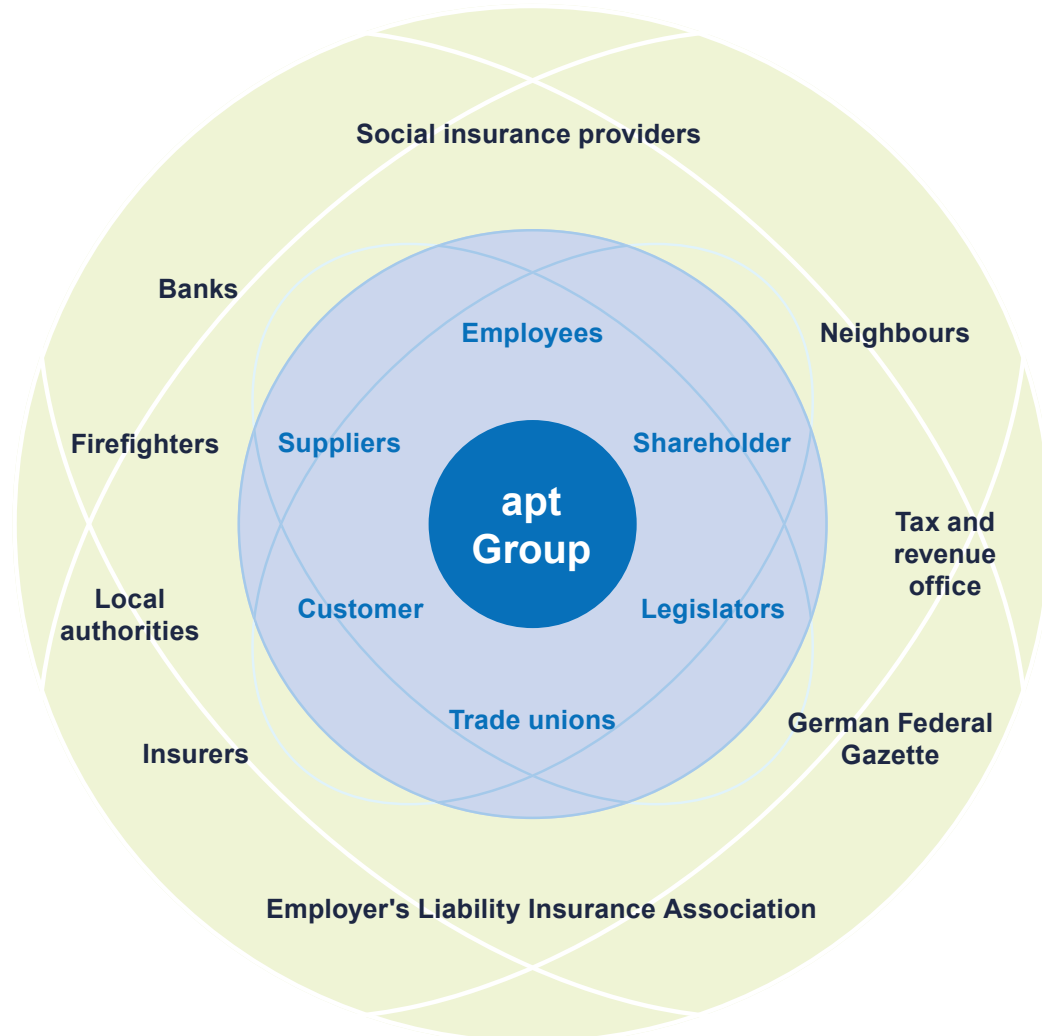 Social insurance providers
Banks
Neighbours
Employees
Firefighters
Suppliers
Shareholder
apt
Group
Tax and
revenue
office
Local
authorities
Customer
Legislators
Trade unions
German Federal
Gazette
Insurers
Employer's Liability Insurance Association